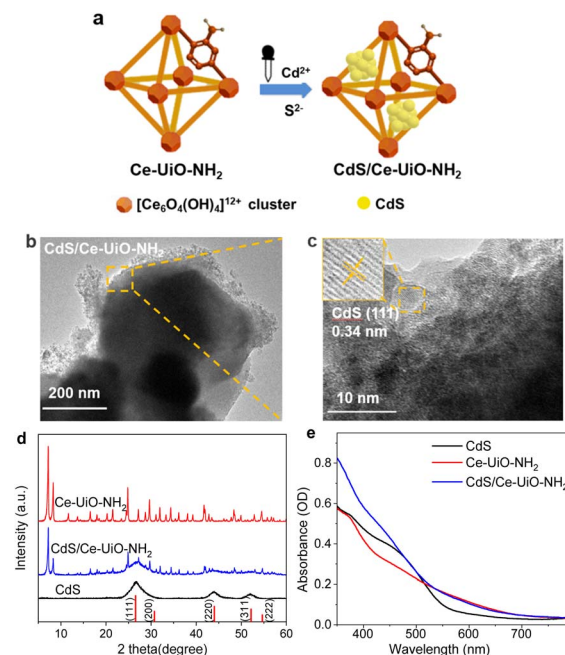 a
Cd²⁺
S²⁻
Ce-UiO-NH₂
CdS/Ce-UiO-NH₂
[Ce₆O₄(OH)₄]¹²⁺ cluster
CdS
b
CdS/Ce-UiO-NH₂
200 nm
c
CdS (111)
0.34 nm
10 nm
d
Intensity (a.u.)
Ce-UiO-NH₂
CdS/Ce-UiO-NH₂
CdS
(111)
(200)
(220)
(311)
(222)
10 20 30 40 50 60
2 theta(degree)
e
Absorbance (OD)
0.8
0.6
0.4
0.2
0.0
CdS
Ce-UiO-NH₂
CdS/Ce-UiO-NH₂
400 500 600 700
Wavelength (nm)